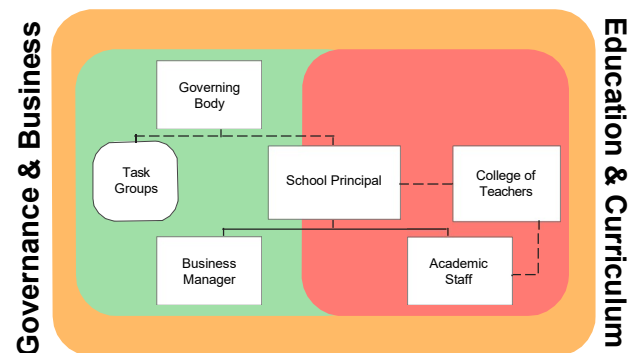 Governance & Business
Governing
Body
Task
Groups
School Principal
College of
Teachers
Business
Manager
Academic
Staff
Education & Curriculum